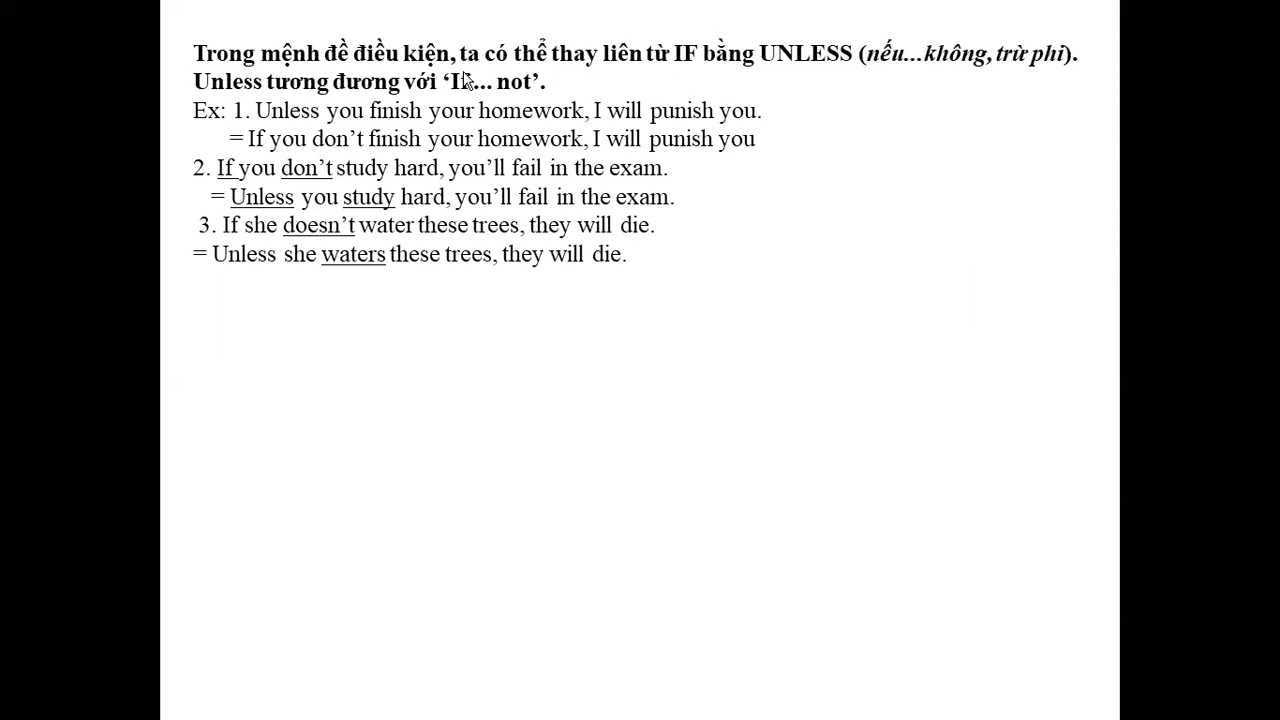 Trong mệnh đề điều kiện, ta có thể thay liên từ IF bằng UNLESS (nếu...không, trừ phi).
Unless tương đương với ‘If... not’.
Ex: 1. Unless you finish your homework, I will punish you.
= If you don’t finish your homework, I will punish you
2. If you don’t study hard, you’ll fail in the exam.
= Unless you study hard, you’ll fail in the exam.
3. If she doesn’t water these trees, they will die.
= Unless she waters these trees, they will die.